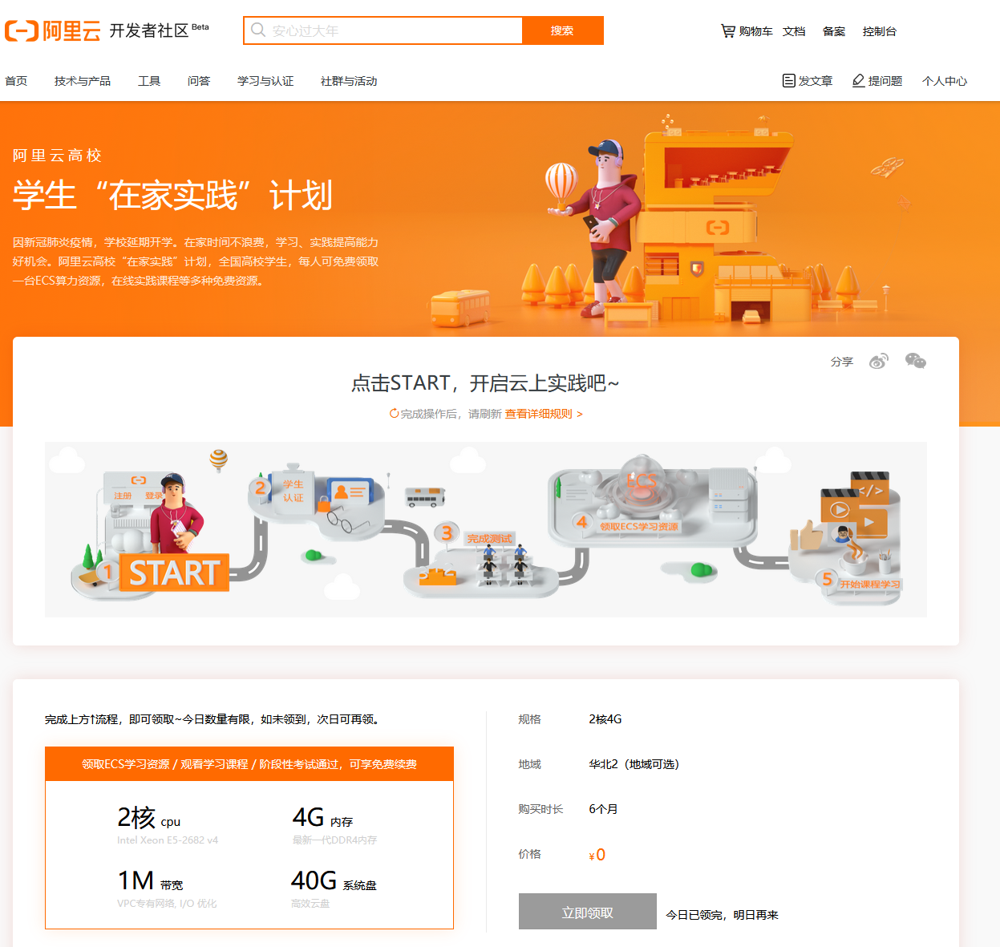 阿里云 开发者社区 Beta
安心过大年
搜索
购物车 文档 备案 控制台
首页 技术与产品 工具 问答 学习与认证 社群与活动
发文章 提问题 个人中心
阿里云高校
学生“在家实践”计划
因新冠肺炎疫情，学校延期开学。在家时间不浪费，学习、实践提高能力
好机会。阿里云高校“在家实践”计划，全国高校学生，每人可免费领取
一台ECS算力资源，在线实践课程等多种免费资源。
分享
点击START，开启云上实践吧~
完成操作后，请刷新 查看详细规则 >
注册 登录
1 START
2 学生
认证
3 完成测试
ECS
4 领取ECS学习资源
</>
5 开始课程学习
完成上方↑流程，即可领取~今日数量有限，如未领到，次日可再领。
领取ECS学习资源 / 观看学习课程 / 阶段性考试通过，可享免费续费
2核 cpu
Intel Xeon E5-2682 v4
4G 内存
最新一代DDR4内存
1M 带宽
VPC专有网络, I/O 优化
40G 系统盘
高效云盘
规格 2核4G
地域 华北2（地域可选）
购买时长 6个月
价格 ¥0
立即领取 今日已领完，明日再来